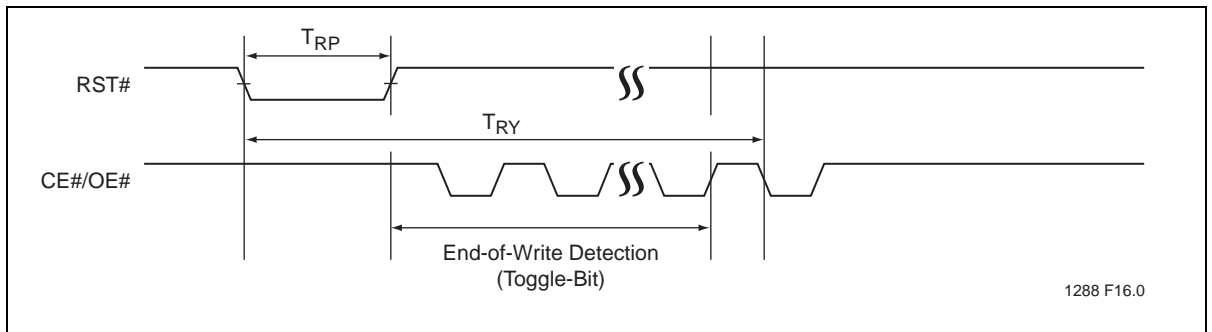 TRP
RST#
TRY
CE#/OE#
End-of-Write Detection
(Toggle-Bit)
1288 F16.0